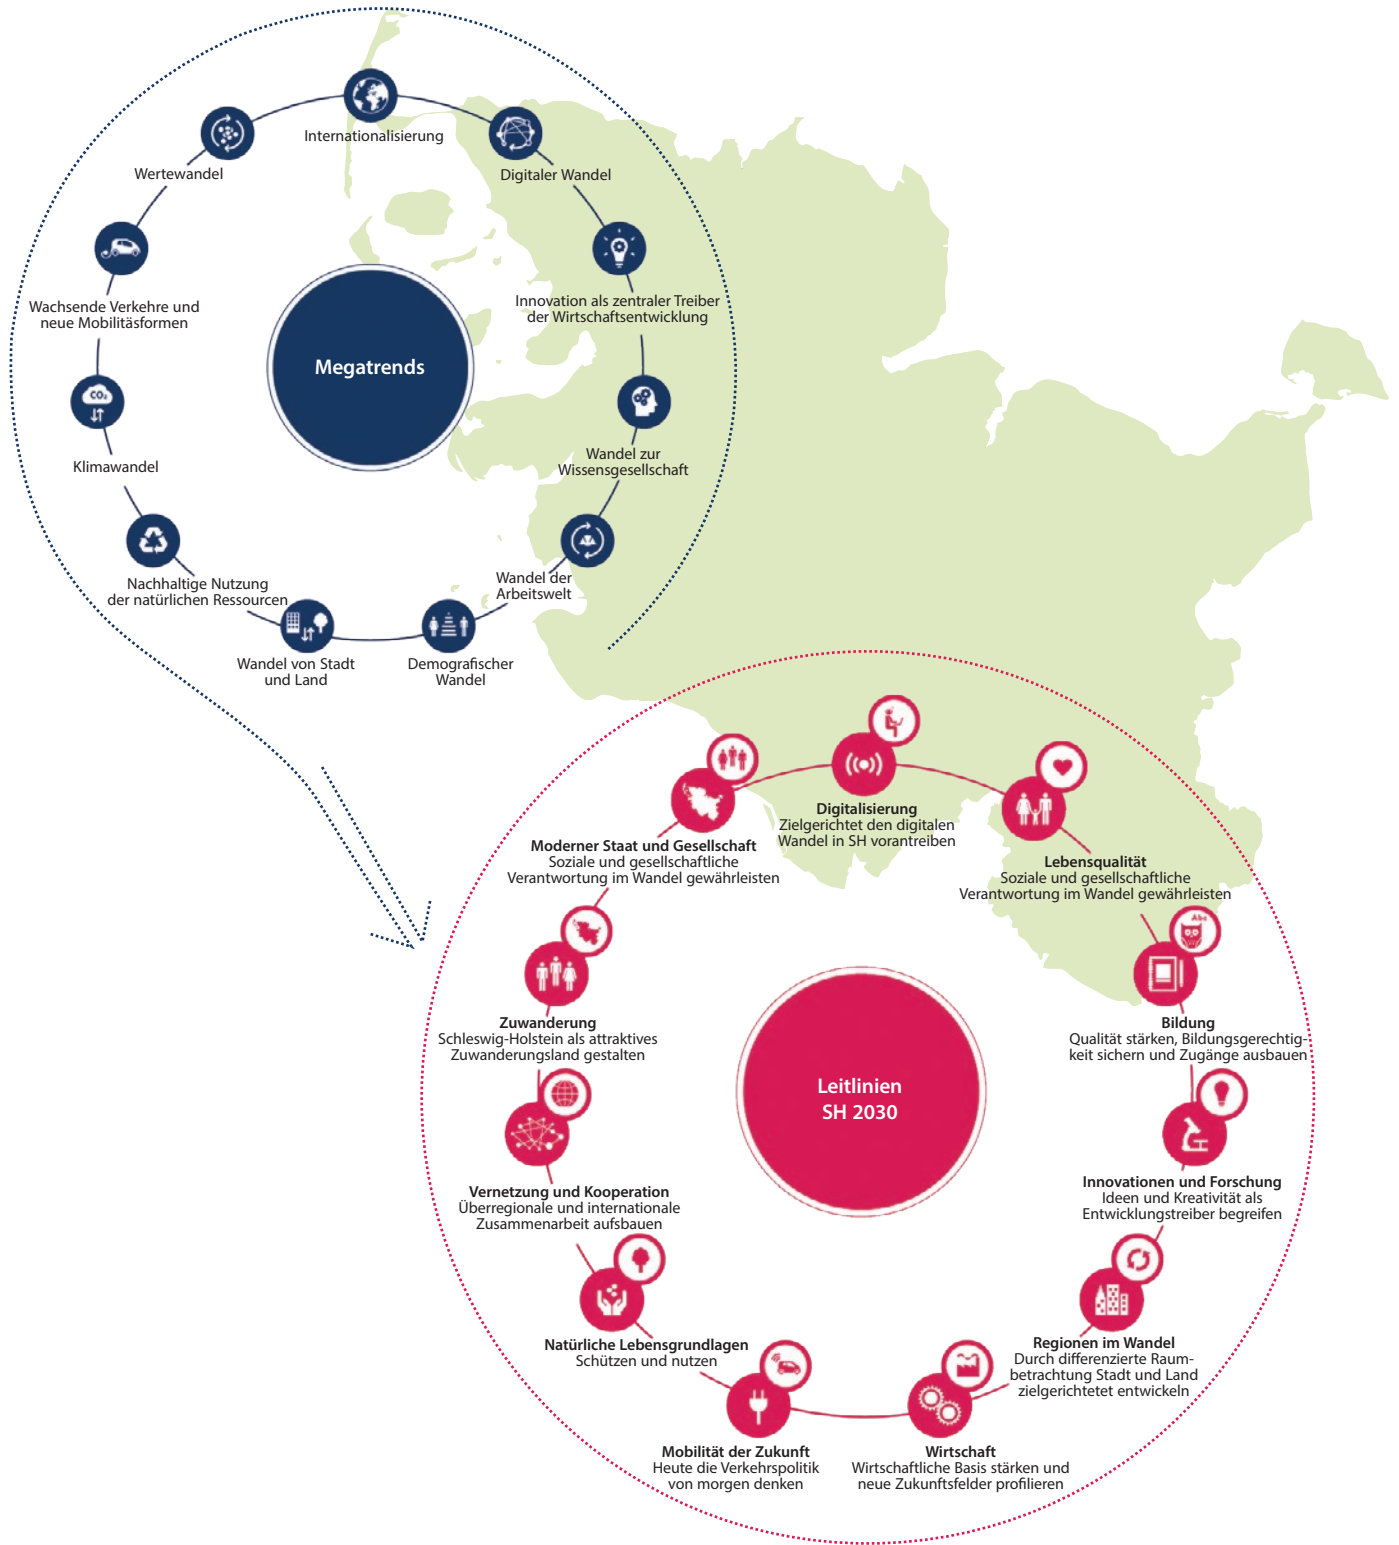 Internationalisierung
Digitaler Wandel
Innovation als zentraler Treiber
der Wirtschaftsentwicklung
Wandel zur
Wissensgesellschaft
Wandel der
Arbeitswelt
Demografischer
Wandel
Wandel von Stadt
und Land
Nachhaltige Nutzung
der natürlichen Ressourcen
CO₂
Klimawandel
Wachsende Verkehre und
neue Mobilitäsformen
Wertewandel
Megatrends
Digitalisierung
Zielgerichtet den digitalen
Wandel in SH vorantreiben
Lebensqualität
Soziale und gesellschaftliche
Verantwortung im Wandel gewährleisten
Abc
Bildung
Qualität stärken, Bildungsgerechtig-
keit sichern und Zugänge ausbauen
Innovationen und Forschung
Ideen und Kreativität als
Entwicklungstreiber begreifen
Regionen im Wandel
Durch differenzierte Raum-
betrachtung Stadt und Land
zielgerichtetet entwickeln
Wirtschaft
Wirtschaftliche Basis stärken und
neue Zukunftsfelder profilieren
Mobilität der Zukunft
Heute die Verkehrspolitik
von morgen denken
Natürliche Lebensgrundlagen
Schützen und nutzen
Vernetzung und Kooperation
Überregionale und internationale
Zusammenarbeit aufsbauen
Zuwanderung
Schleswig-Holstein als attraktives
Zuwanderungsland gestalten
Moderner Staat und Gesellschaft
Soziale und gesellschaftliche
Verantwortung im Wandel gewährleisten
Leitlinien
SH 2030